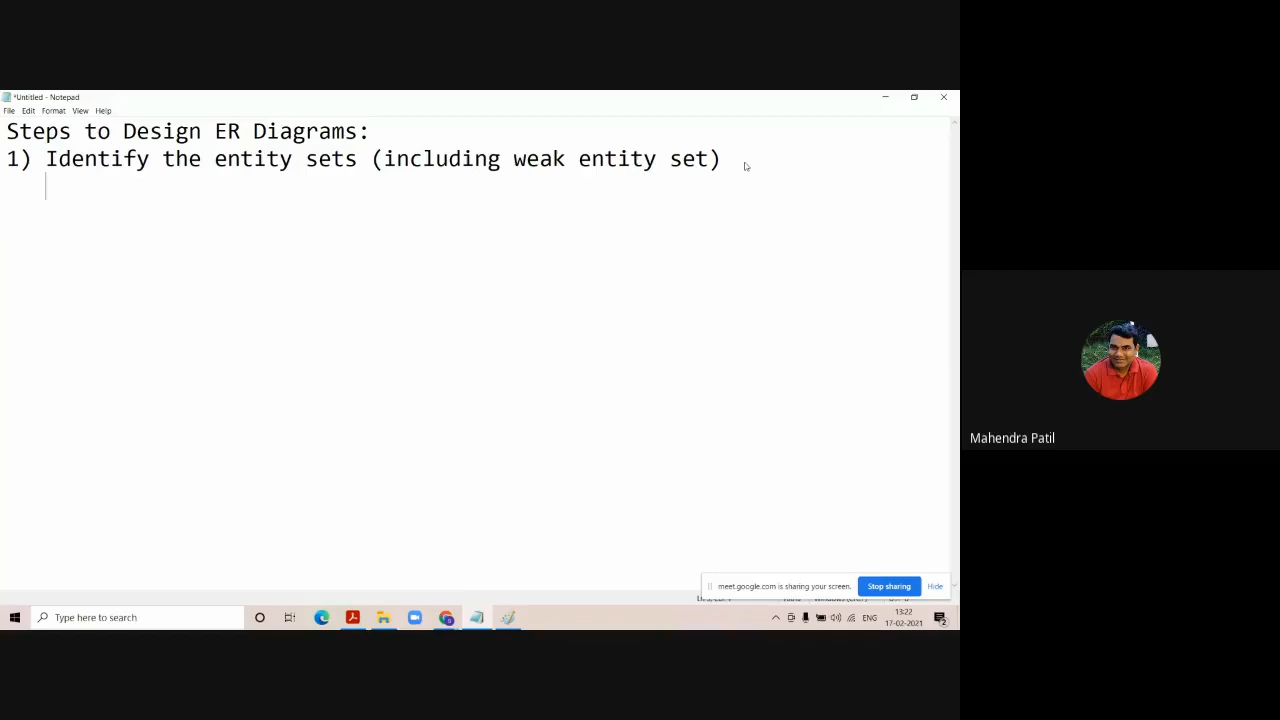 *Untitled - Notepad
File Edit Format View Help
Steps to Design ER Diagrams:
1) Identify the entity sets (including weak entity set)
Mahendra Patil
meet.google.com is sharing your screen. Stop sharing Hide
Type here to search
ENG
13:22
17-02-2021
2